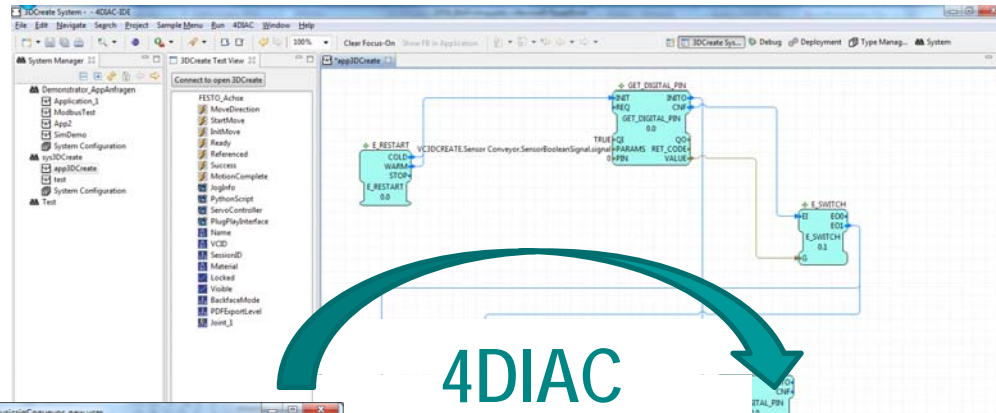 3DCreate System - - 4DIAC-IDE
File Edit Navigate Search Project Sample Menu Run 4DIAC Window Help
100% Clear Focus-On Show FB in Application 3DCreate Sys... Debug Deployment Type Manag... System
System Manager
3DCreate Test View
*app3DCreate
Connect to open 3DCreate
Demonstrator_AppAnfragen
Application_1
ModbusTest
App2
SimDemo
System Configuration
sys3DCreate
app3DCreate
test
System Configuration
Test
FESTO_Achse
MoveDirection
StartMove
InitMove
Ready
Referenced
Success
MotionComplete
JogInfo
PythonScript
ServoController
PlugPlayInterface
Name
VCID
SessionID
Material
Locked
Visible
BackfaceMode
PDFExportLevel
Joint_1
E_RESTART
COLD
WARM
STOP
E_RESTART
0.0
GET_DIGITAL_PIN
INIT INITO
REQ CNF
GET_DIGITAL_PIN
0.0
TRUE QI QO
VC3DCREATE.Sensor Conveyor.SensorBooleanSignal.signal PARAMS RET_CODE
0 PIN VALUE
E_SWITCH
EI EO0
EO1
E_SWITCH
0.1
G
4DIAC
CNF
ITAL_PIN